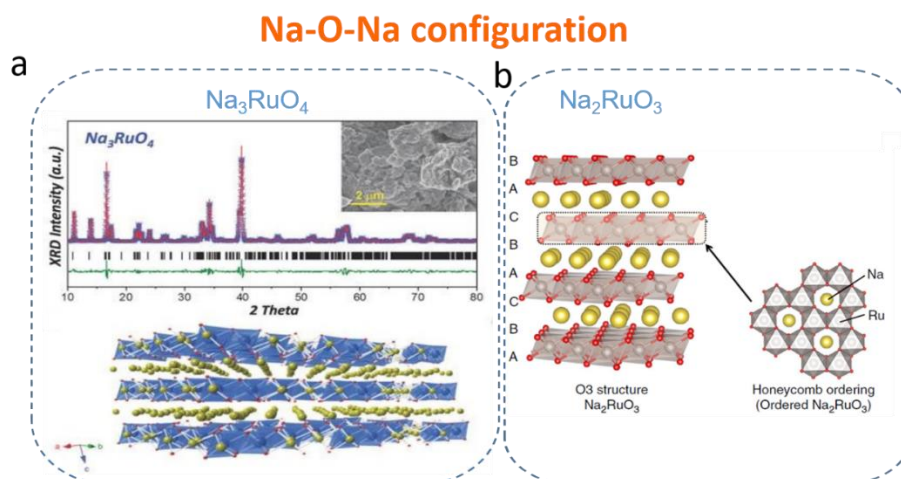 Na-O-Na configuration
a
Na₃RuO₄
Na₃RuO₄
2 μm
XRD Intensity (a.u.)
10 20 30 40 50 60 70 80
2 Theta
a b
c
b
Na₂RuO₃
B
A
C
B
A
C
B
A
Na
Ru
O3 structure
Na₂RuO₃
Honeycomb ordering
(Ordered Na₂RuO₃)